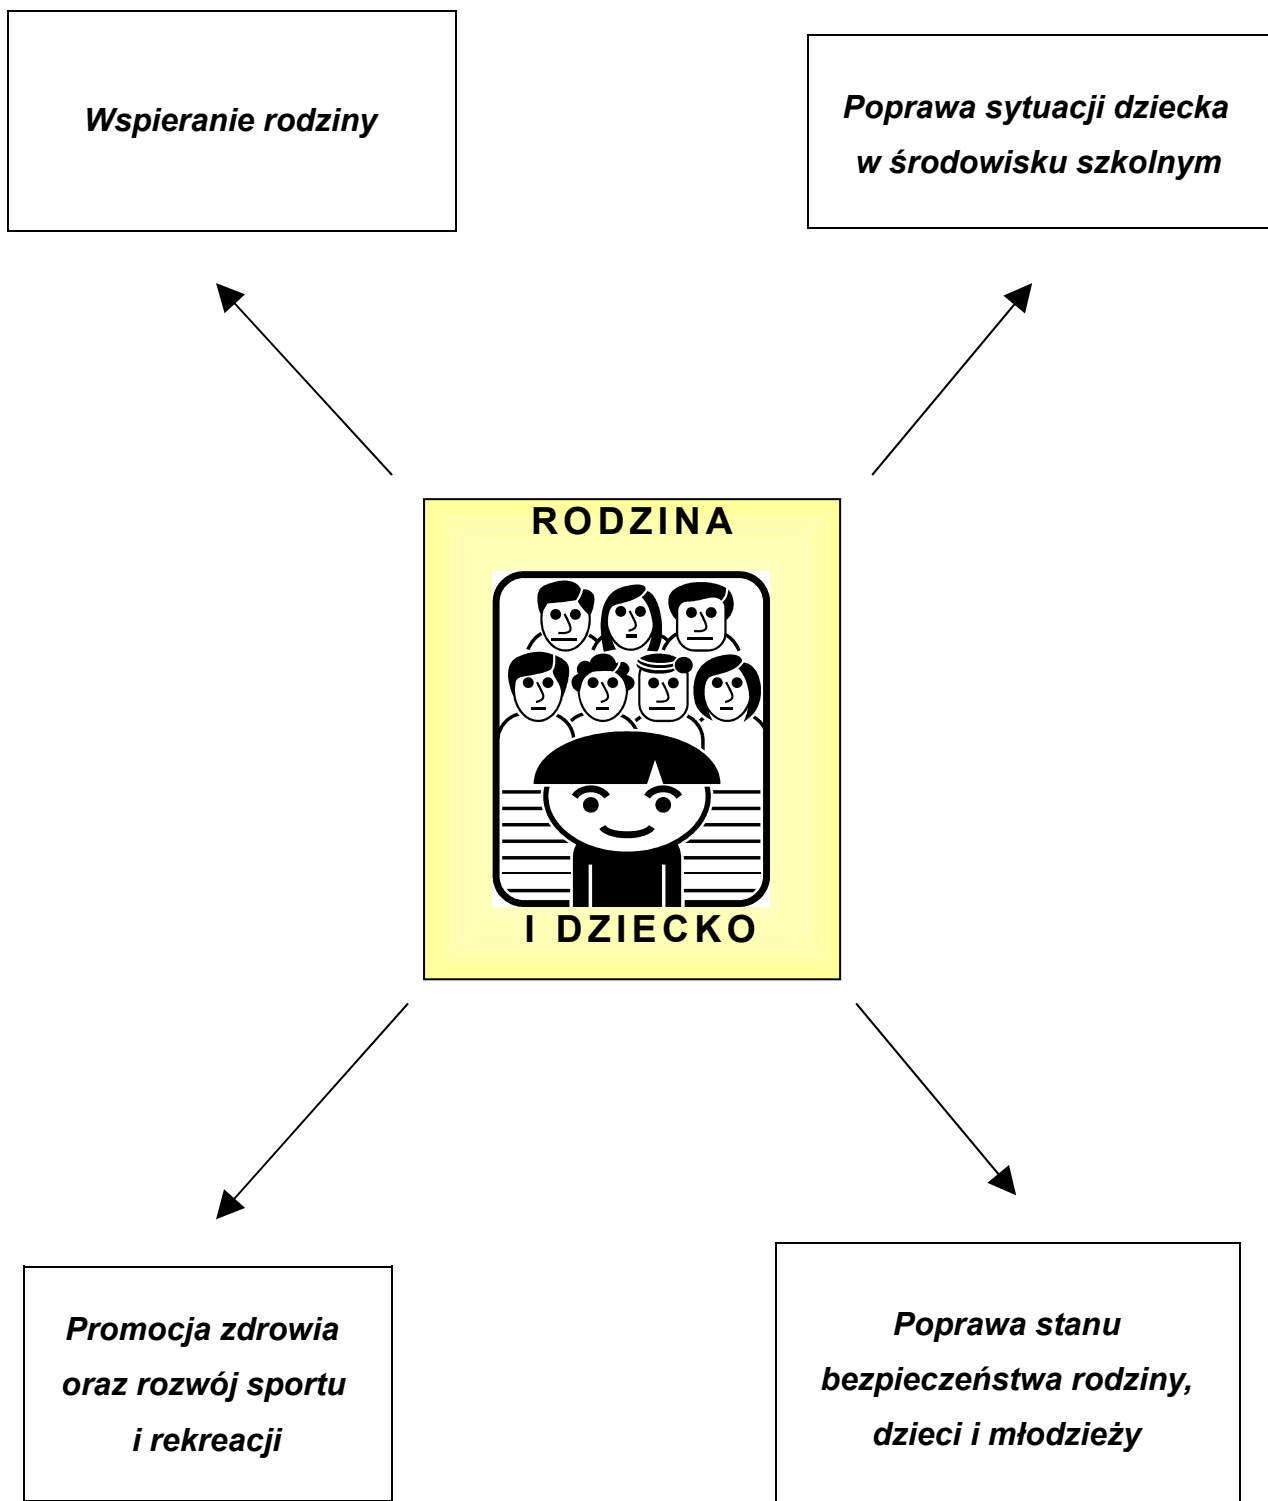 Wspieranie rodziny
Poprawa sytuacji dziecka
w środowisku szkolnym
RODZINA
I DZIECKO
Promocja zdrowia
oraz rozwój sportu
i rekreacji
Poprawa stanu
bezpieczeństwa rodziny,
dzieci i młodzieży